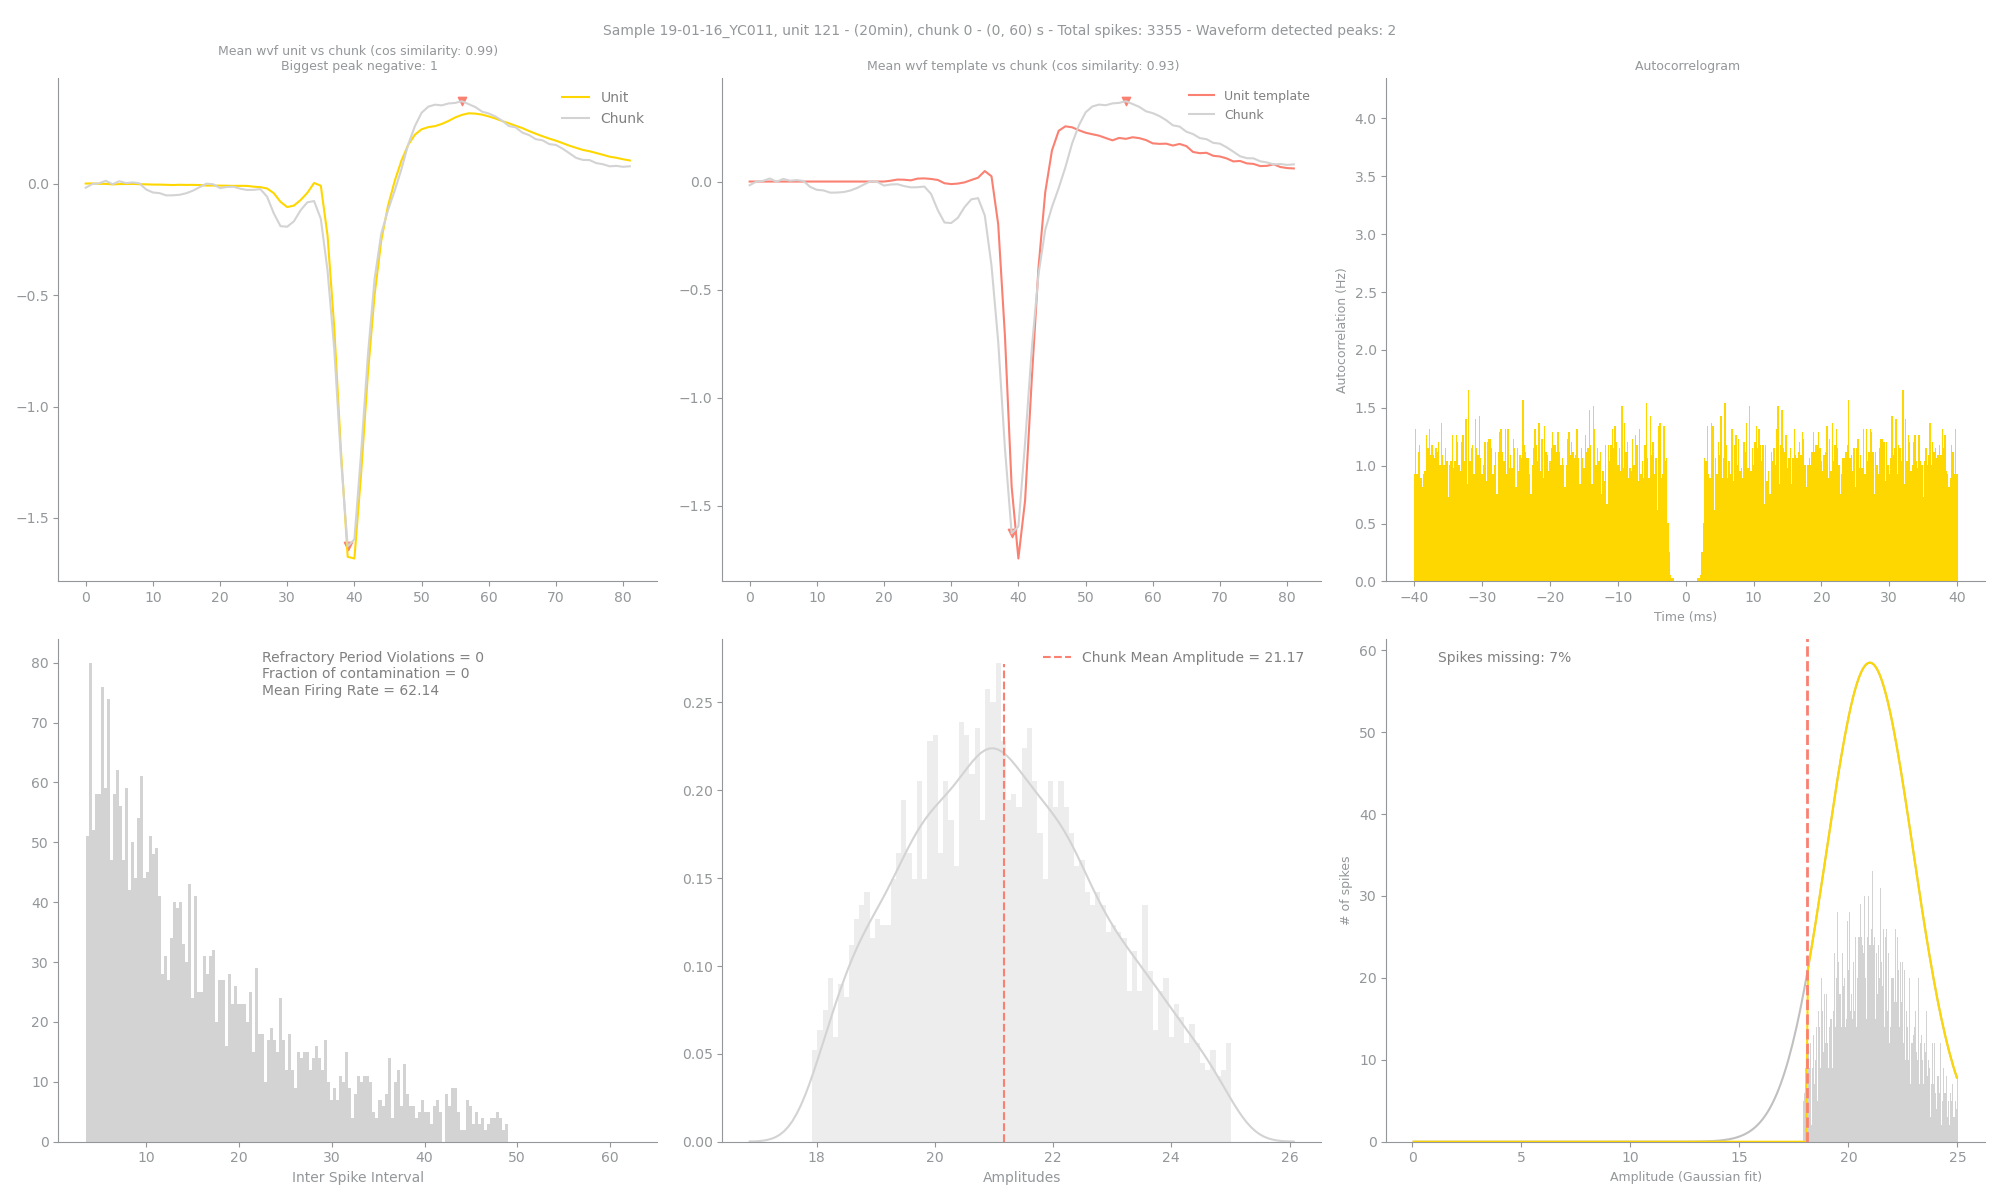 Sample 19-01-16_YC011, unit 121 - (20min), chunk 0 - (0, 60) s - Total spikes: 3355 - Waveform detected peaks: 2
Mean wvf unit vs chunk (cos similarity: 0.99)
Biggest peak negative: 1
Unit
Chunk
0.0
−0.5
−1.0
−1.5
0 10 20 30 40 50 60 70 80
Mean wvf template vs chunk (cos similarity: 0.93)
Unit template
Chunk
0.0
−0.5
−1.0
−1.5
0 10 20 30 40 50 60 70 80
Autocorrelogram
Autocorrelation (Hz)
4.0
3.5
3.0
2.5
2.0
1.5
1.0
0.5
0.0
−40 −30 −20 −10 0 10 20 30 40
Time (ms)
Refractory Period Violations = 0
Fraction of contamination = 0
Mean Firing Rate = 62.14
80
70
60
50
40
30
20
10
0
10 20 30 40 50 60
Inter Spike Interval
Chunk Mean Amplitude = 21.17
0.25
0.20
0.15
0.10
0.05
0.00
18 20 22 24 26
Amplitudes
Spikes missing: 7%
# of spikes
60
50
40
30
20
10
0
0 5 10 15 20 25
Amplitude (Gaussian fit)